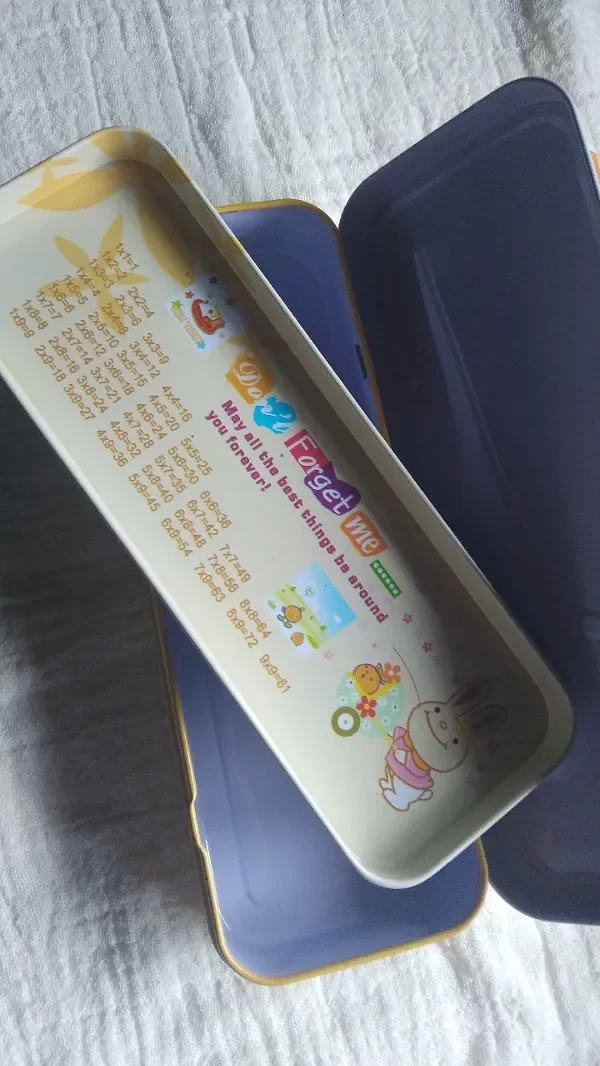 Don't Forget me
May all the best things be around
you forever!
1x1=1
1x2=2 2x2=4
1x3=3 2x3=6 3x3=9
1x4=4 2x4=8 3x4=12 4x4=16
1x5=5 2x5=10 3x5=15 4x5=20 5x5=25
1x6=6 2x6=12 3x6=18 4x6=24 5x6=30 6x6=36
1x7=7 2x7=14 3x7=21 4x7=28 5x7=35 6x7=42 7x7=49
1x8=8 2x8=16 3x8=24 4x8=32 5x8=40 6x8=48 7x8=56 8x8=64
1x9=9 2x9=18 3x9=27 4x9=36 5x9=45 6x9=54 7x9=63 8x9=72 9x9=81